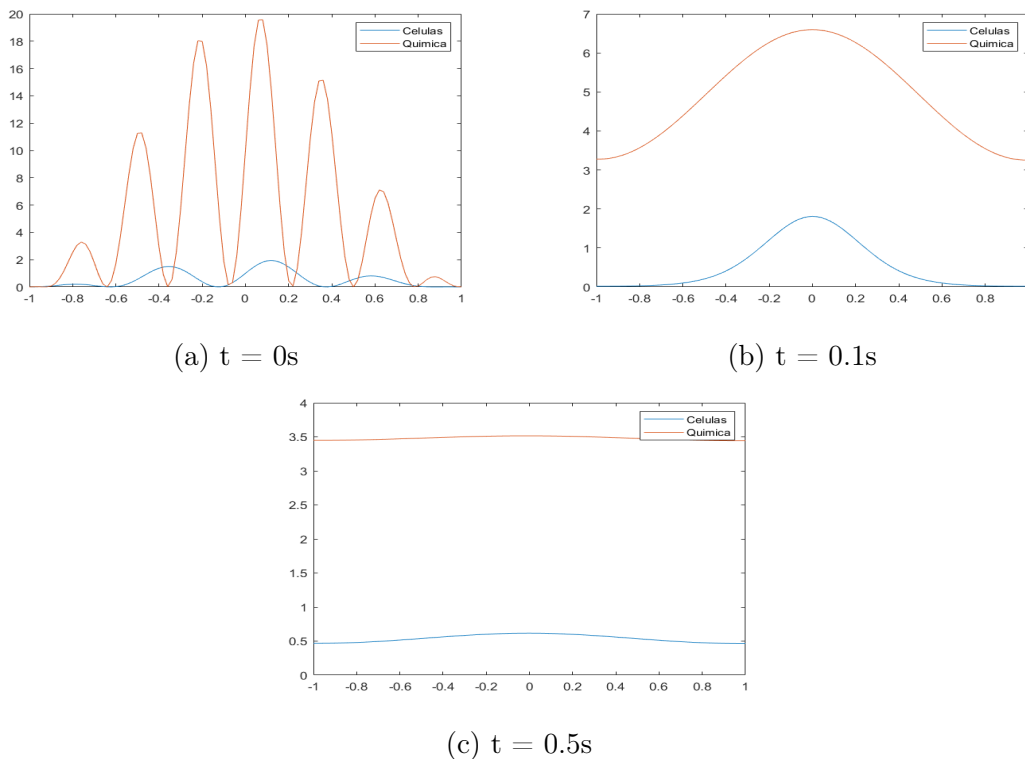 20
18
16
14
12
10
8
6
4
2
0
-1 -0.8 -0.6 -0.4 -0.2 0 0.2 0.4 0.6 0.8 1
Celulas
Quimica
(a) t = 0s
7
6
5
4
3
2
1
0
-1 -0.8 -0.6 -0.4 -0.2 0 0.2 0.4 0.6 0.8
Celulas
Quimica
(b) t = 0.1s
4
3.5
3
2.5
2
1.5
1
0.5
0
-1 -0.8 -0.6 -0.4 -0.2 0 0.2 0.4 0.6 0.8 1
Celulas
Quimica
(c) t = 0.5s